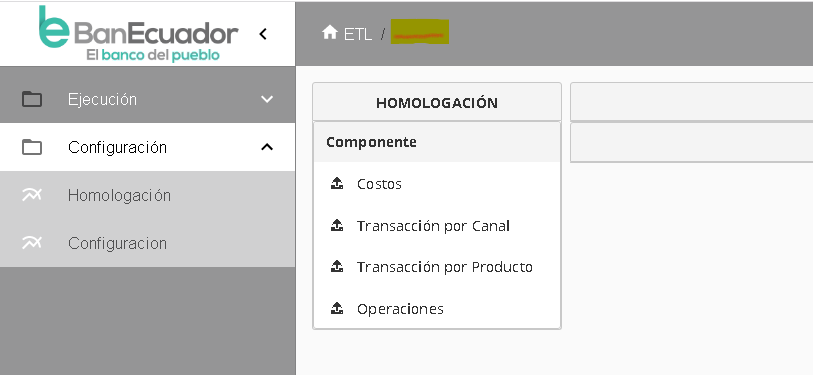 BanEcuador
El banco del pueblo
ETL /
Ejecución
Configuración
Homologación
Configuracion
HOMOLOGACIÓN
Componente
Costos
Transacción por Canal
Transacción por Producto
Operaciones